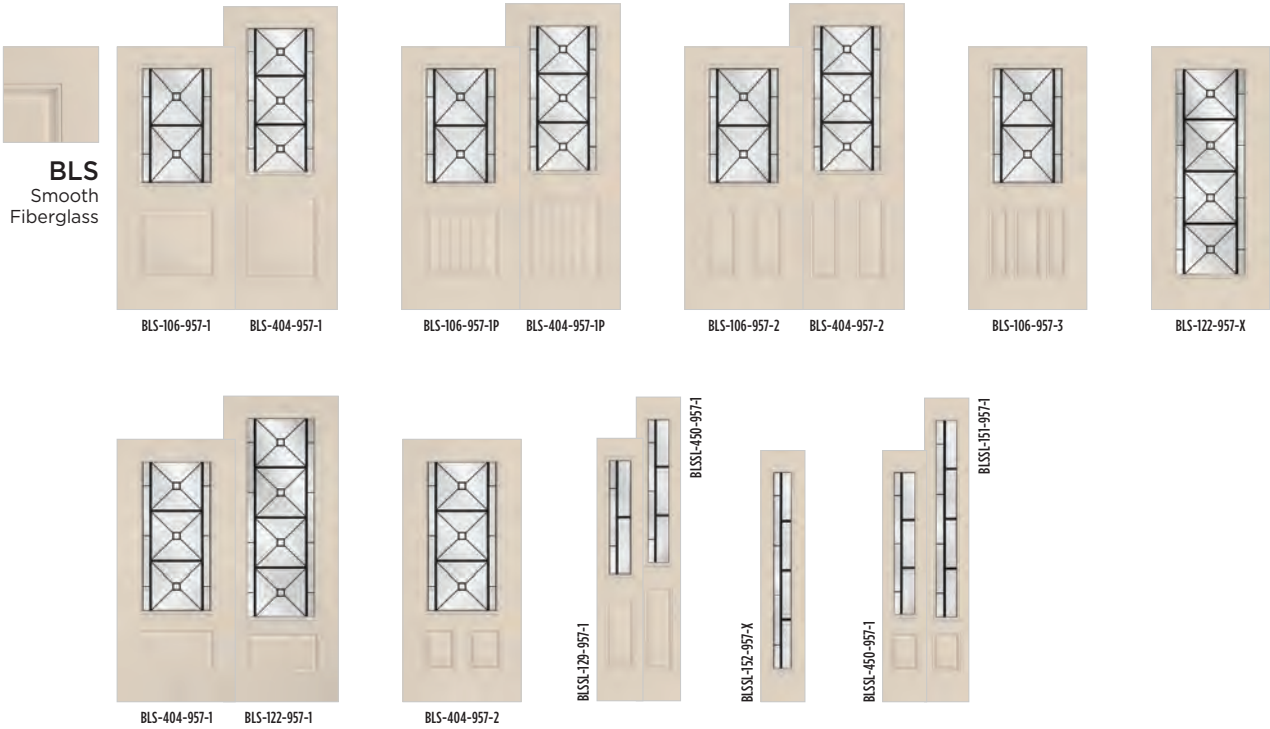 BLS
Smooth
Fiberglass
BLS-106-957-1
BLS-404-957-1
BLS-106-957-1P
BLS-404-957-1P
BLS-106-957-2
BLS-404-957-2
BLS-106-957-3
BLS-122-957-X
BLS-404-957-1
BLS-122-957-1
BLS-404-957-2
BLSSL-129-957-1
BLSSL-450-957-1
BLSSL-152-957-X
BLSSL-450-957-1
BLSSL-151-957-1